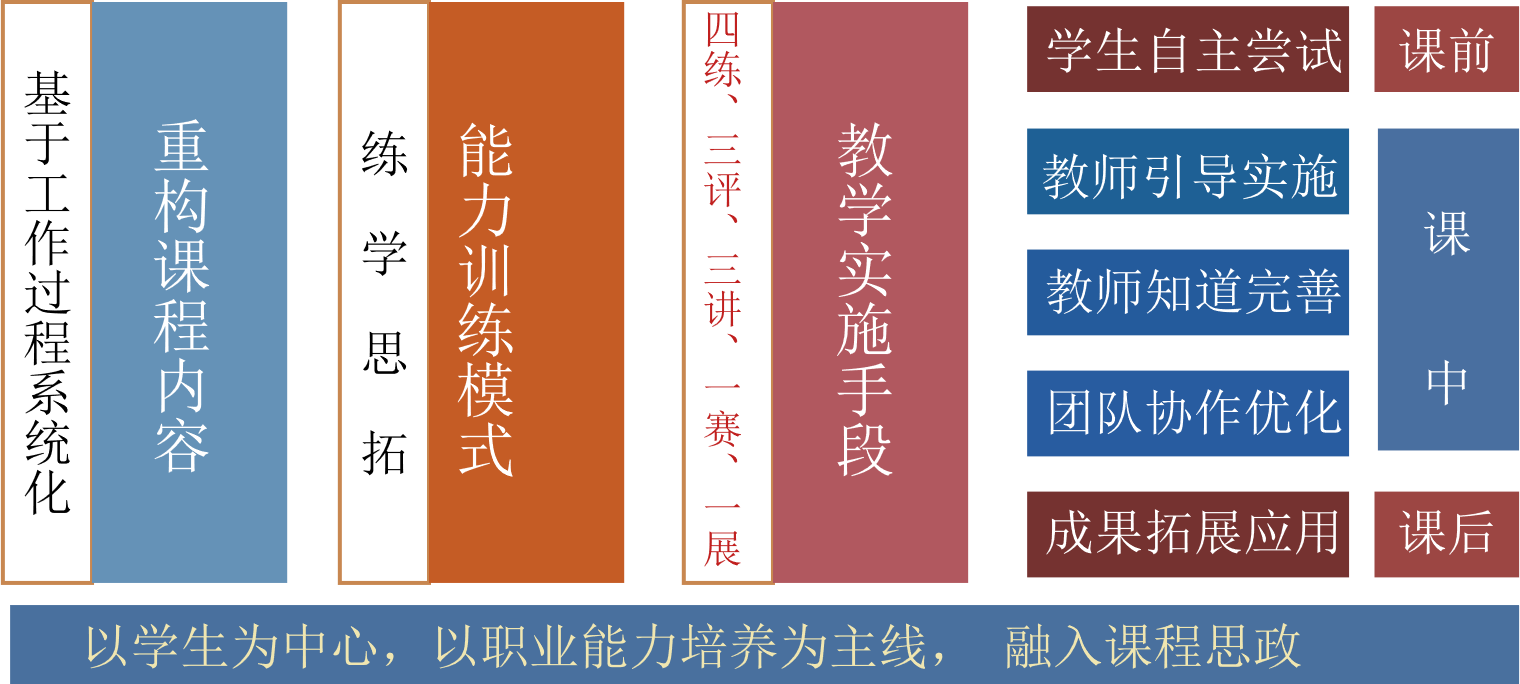 基于工作过程系统化
重构课程内容
练学思拓
能力训练模式
四练、三评、三讲、一赛、一展
教学实施手段
学生自主尝试
课前
教师引导实施
教师知道完善
团队协作优化
课中
成果拓展应用
课后
以学生为中心，以职业能力培养为主线， 融入课程思政